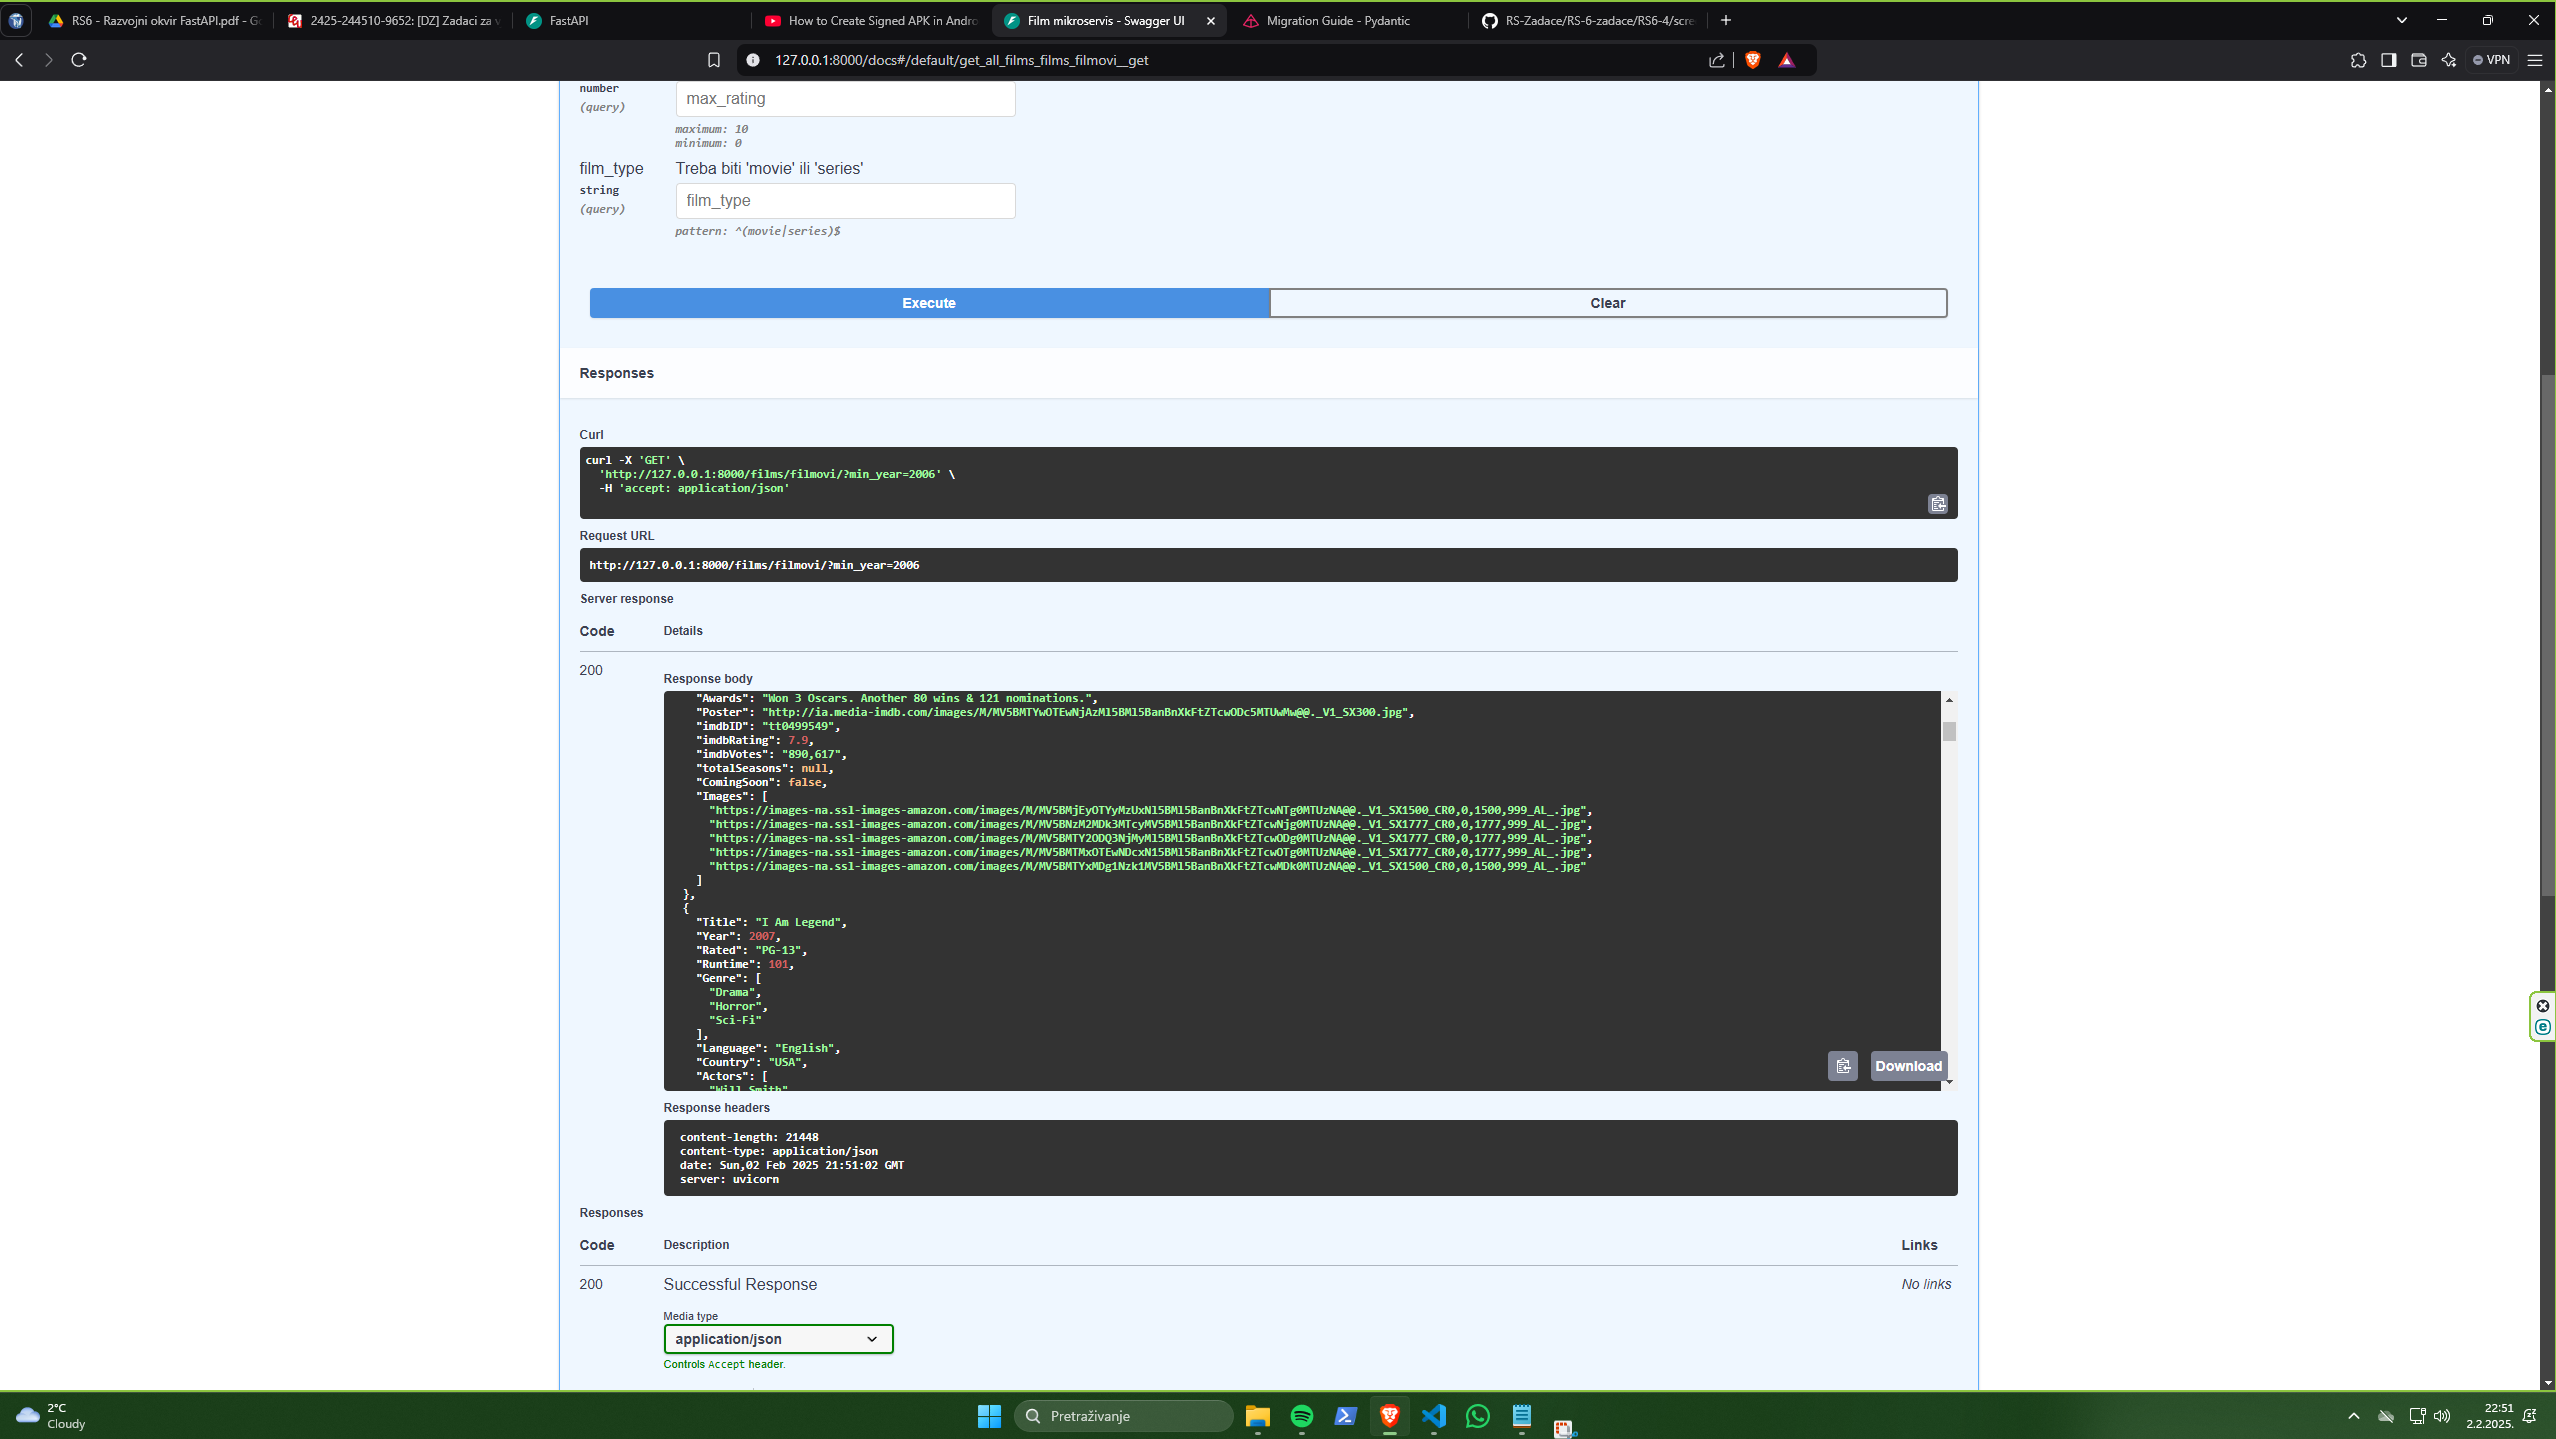 RS6 - Razvojni okvir FastAPI.pdf - Go
2425-244510-9652: [DZ] Zadaci za v
FastAPI
How to Create Signed APK in Andro
Film mikroservis - Swagger UI
Migration Guide - Pydantic
RS-Zadace/RS-6-zadace/RS6-4/scre
127.0.0.1:8000/docs#/default/get_all_films_films_filmovi__get
VPN
number
(query)
max_rating
maximum: 10
minimum: 0
film_type
Treba biti 'movie' ili 'series'
string
(query)
film_type
pattern: ^(movie|series)$
Execute
Clear
Responses
Curl
curl -X 'GET' \
'http://127.0.0.1:8000/films/filmovi/?min_year=2006' \
-H 'accept: application/json'
Request URL
http://127.0.0.1:8000/films/filmovi/?min_year=2006
Server response
Code
Details
200
Response body
"Awards": "Won 3 Oscars. Another 80 wins & 121 nominations.",
"Poster": "http://ia.media-imdb.com/images/M/MV5BMTYwOTEwNjAzMl5BMl5BanBnXkFtZTcwODc5MTUwMw@@._V1_SX300.jpg",
"imdbID": "tt0499549",
"imdbRating": 7.9,
"imdbVotes": "890,617",
"totalSeasons": null,
"ComingSoon": false,
"Images": [
"https://images-na.ssl-images-amazon.com/images/M/MV5BMjEyOTYyMzUxNl5BMl5BanBnXkFtZTcwNTg0MTUzNA@@._V1_SX1500_CR0,0,1500,999_AL_.jpg",
"https://images-na.ssl-images-amazon.com/images/M/MV5BNzM2MDk3MTcyMV5BMl5BanBnXkFtZTcwNjg0MTUzNA@@._V1_SX1777_CR0,0,1777,999_AL_.jpg",
"https://images-na.ssl-images-amazon.com/images/M/MV5BMTY2ODQ3NjMyMl5BMl5BanBnXkFtZTcwODg0MTUzNA@@._V1_SX1777_CR0,0,1777,999_AL_.jpg",
"https://images-na.ssl-images-amazon.com/images/M/MV5BMTMxOTEwNDcxN15BMl5BanBnXkFtZTcwOTg0MTUzNA@@._V1_SX1777_CR0,0,1777,999_AL_.jpg",
"https://images-na.ssl-images-amazon.com/images/M/MV5BMTYxMDg1Nzk1MV5BMl5BanBnXkFtZTcwMDk0MTUzNA@@._V1_SX1500_CR0,0,1500,999_AL_.jpg"
]
},
{
"Title": "I Am Legend",
"Year": 2007,
"Rated": "PG-13",
"Runtime": 101,
"Genre": [
"Drama",
"Horror",
"Sci-Fi"
],
"Language": "English",
"Country": "USA",
"Actors": [
"Will Smith"
Download
Response headers
content-length: 21448
content-type: application/json
date: Sun,02 Feb 2025 21:51:02 GMT
server: uvicorn
Responses
Code
Description
Links
200
Successful Response
No links
Media type
application/json
Controls Accept header.
2°C
Cloudy
Pretraživanje
22:51
2.2.2025.